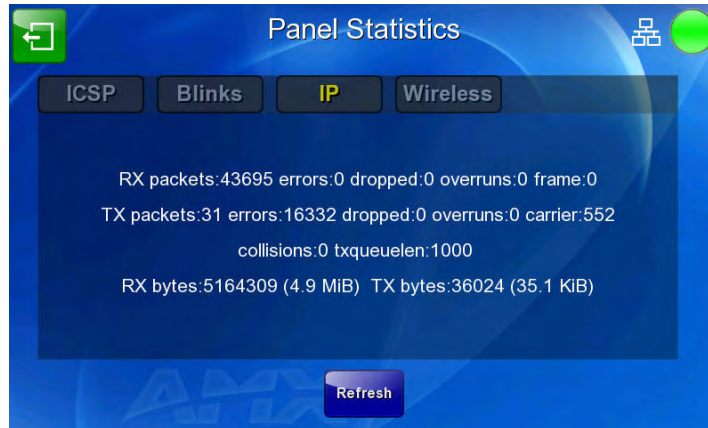 Panel Statistics
ICSP Blinks IP Wireless
RX packets:43695 errors:0 dropped:0 overruns:0 frame:0
TX packets:31 errors:16332 dropped:0 overruns:0 carrier:552
collisions:0 txqueuelen:1000
RX bytes:5164309 (4.9 MiB) TX bytes:36024 (35.1 KiB)
AMX
Refresh